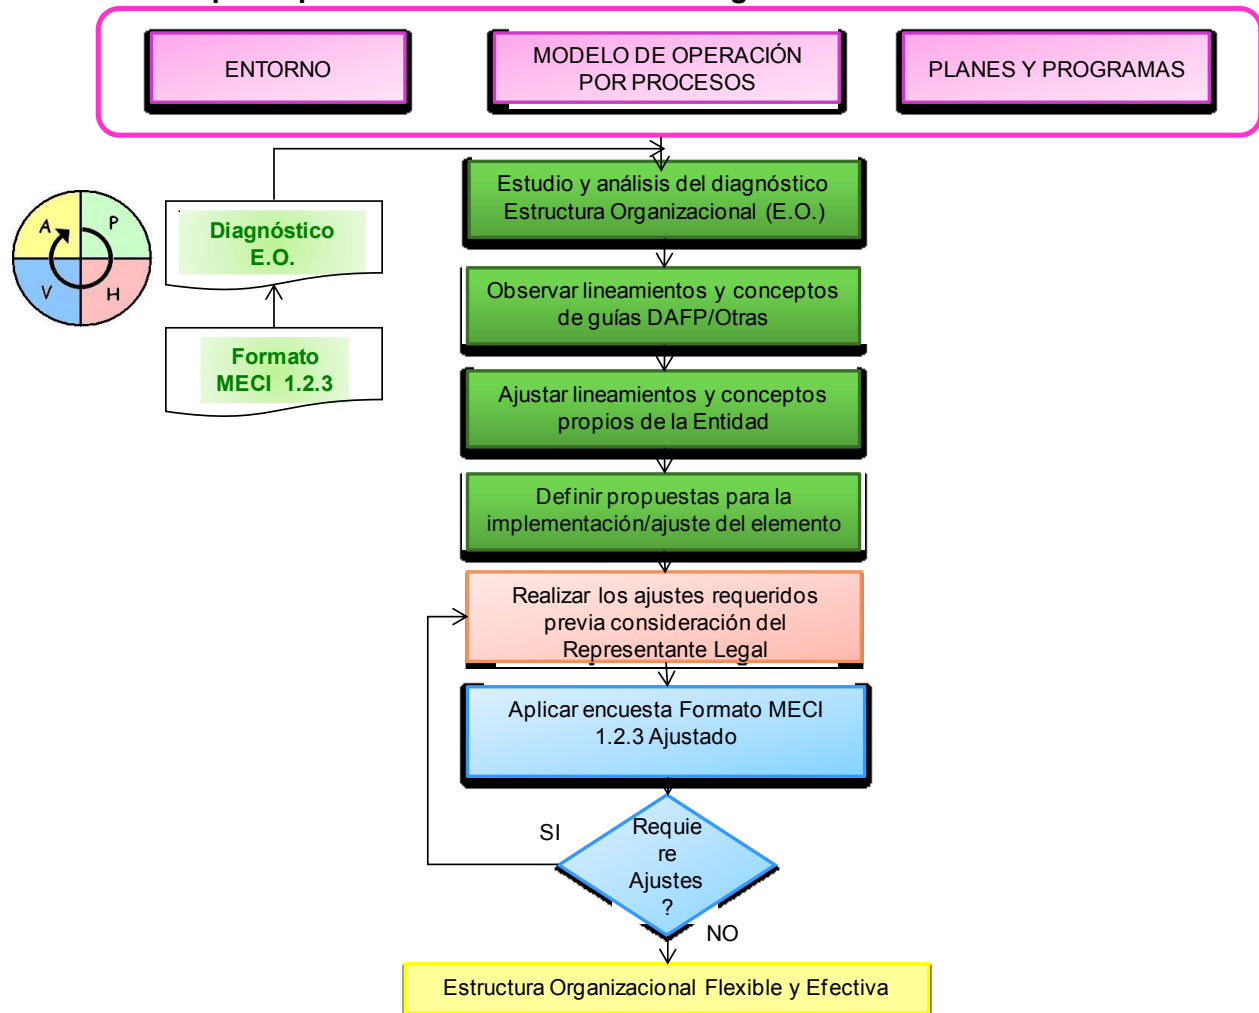 ENTORNO
MODELO DE OPERACIÓN
POR PROCESOS
PLANES Y PROGRAMAS
Estudio y análisis del diagnóstico
Estructura Organizacional (E.O.)
A
P
V
H
Diagnóstico
E.O.
Observar lineamientos y conceptos
de guías DAFP/Otras
Formato
MECI 1.2.3
Ajustar lineamientos y conceptos
propios de la Entidad
Definir propuestas para la
implementación/ajuste del elemento
Realizar los ajustes requeridos
previa consideración del
Representante Legal
Aplicar encuesta Formato MECI
1.2.3 Ajustado
SI
Requie
re
Ajustes
?
NO
Estructura Organizacional Flexible y Efectiva